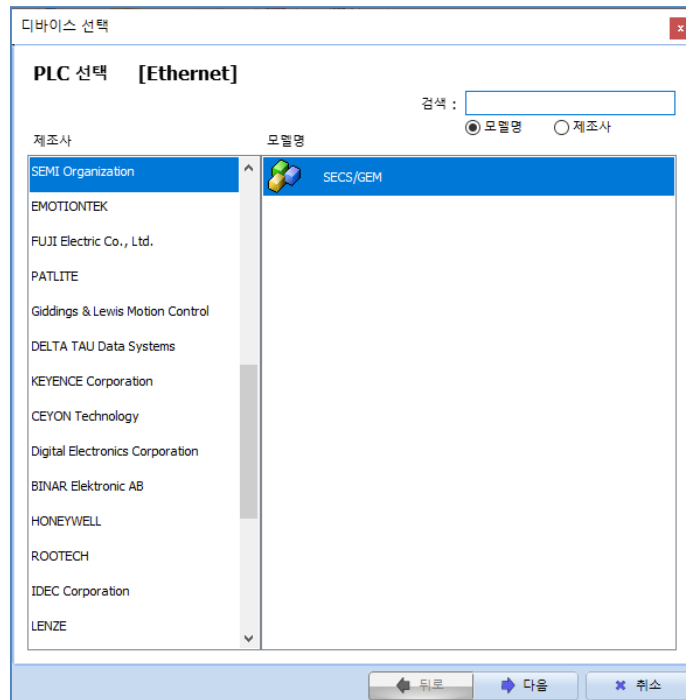 디바이스 선택
x
PLC 선택 [Ethernet]
검색 :
모델명 제조사
제조사 모델명
SEMI Organization
EMOTIONTEK
FUJI Electric Co., Ltd.
PATLITE
Giddings & Lewis Motion Control
DELTA TAU Data Systems
KEYENCE Corporation
CEYON Technology
Digital Electronics Corporation
BINAR Elektronic AB
HONEYWELL
ROOTECH
IDEC Corporation
LENZE
SECS/GEM
뒤로 다음 취소